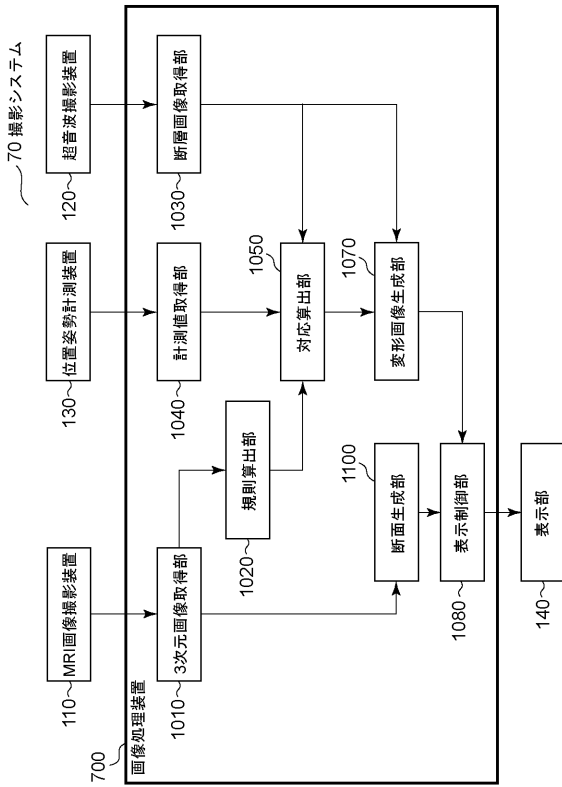 70 撮影システム
110
MRI画像撮影装置
130
位置姿勢計測装置
120
超音波撮影装置
700
画像処理装置
1010
3次元画像取得部
1040
計測値取得部
1030
断層画像取得部
1020
規則算出部
1050
対応算出部
1100
断面生成部
1070
変形画像生成部
1080
表示制御部
140
表示部